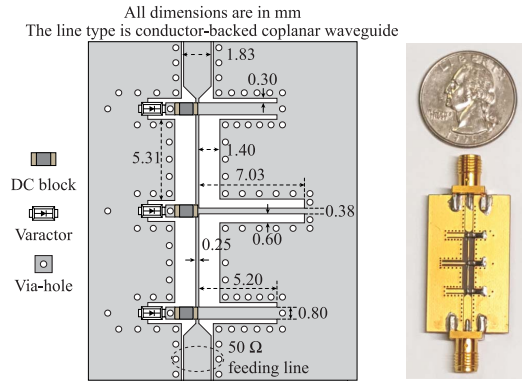 All dimensions are in mm
The line type is conductor-backed coplanar waveguide
1.83
0.30
5.31
1.40
7.03
DC block
0.38
Varactor
0.25
0.60
Via-hole
5.20
0.80
50 Ω
feeding line